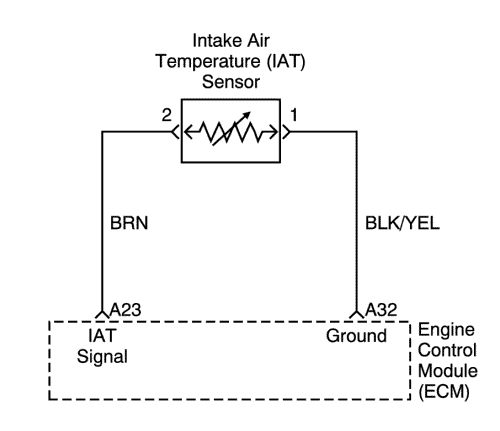 Intake Air
Temperature (IAT)
Sensor
2
1
BRN
BLK/YEL
A23
A32
IAT
Signal
Ground
Engine
Control
Module
(ECM)